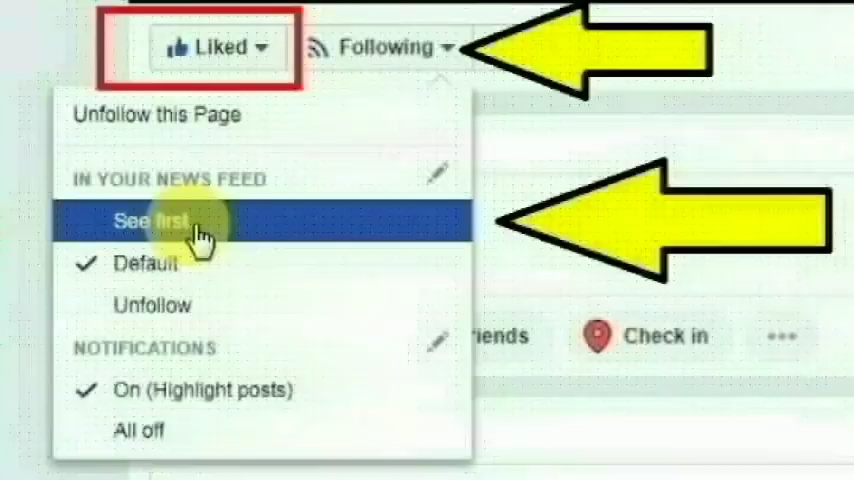 Liked Following
Unfollow this Page
IN YOUR NEWS FEED
See first
Default
Unfollow
iends Check in
NOTIFICATIONS
On (Highlight posts)
All off